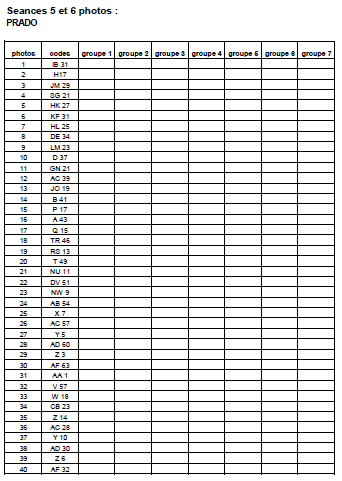 Seances 5 et 6 photos :
PRADO
photos codes groupe 1 groupe 2 groupe 3 groupe 4 groupe 5 groupe 6 groupe 7
1 IB 31
2 H17
3 JM 29
4 SG 21
5 HK 27
6 KF 31
7 HL 25
8 DE 34
9 LM 23
10 D 37
11 GN 21
12 AC 39
13 JO 19
14 B 41
15 P 17
16 A 43
17 Q 15
18 TR 46
19 RS 13
20 T 49
21 NU 11
22 DV 51
23 NW 9
24 AB 54
25 X 7
26 AC 57
27 Y 5
28 AD 60
29 Z 3
30 AF 63
31 AA 1
32 V 57
33 W 18
34 CB 23
35 Z 14
36 AC 28
37 Y 10
38 AD 30
39 Z 6
40 AF 32